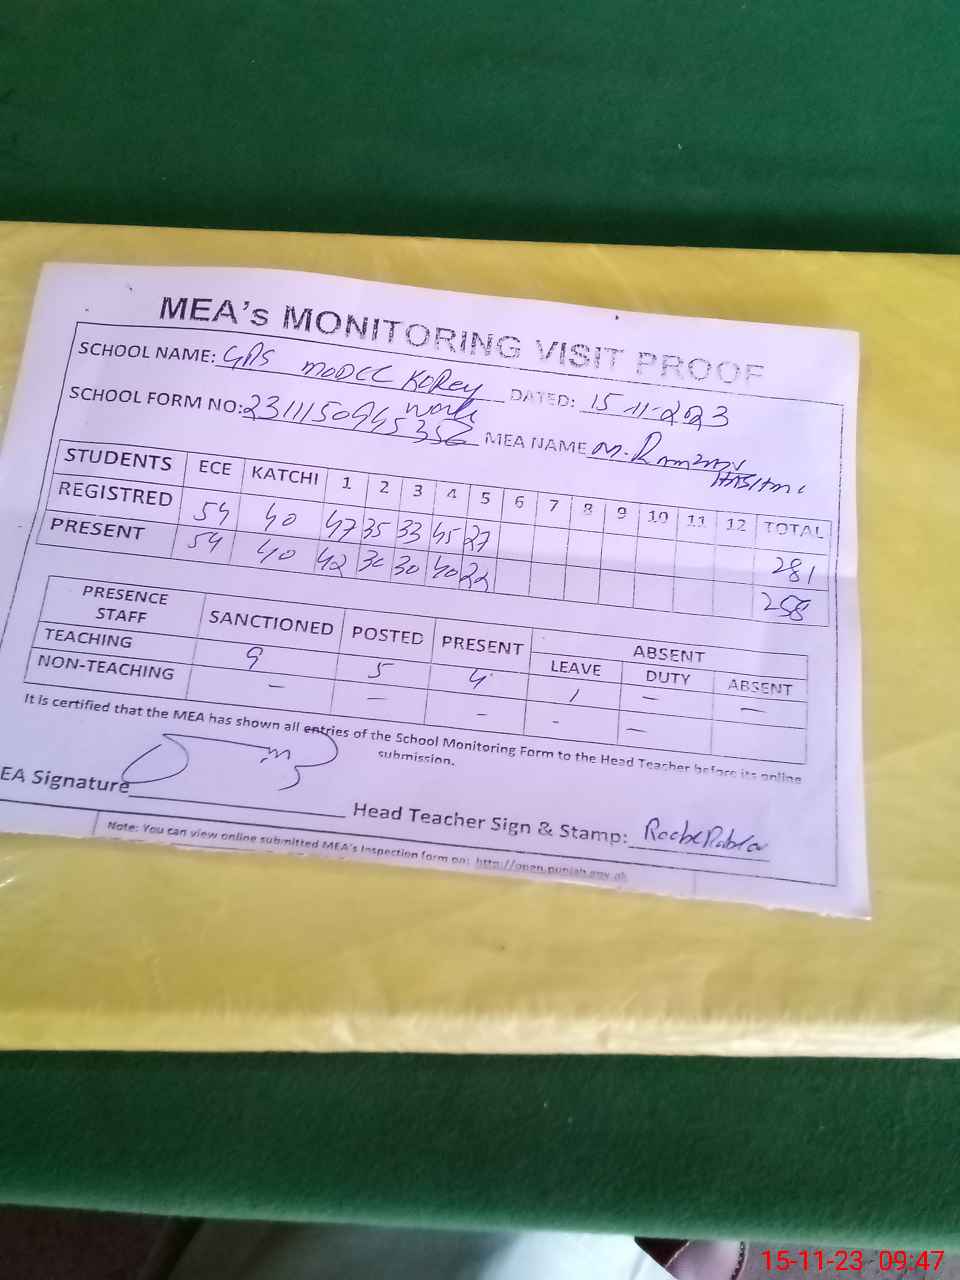 MEA's MONITORING VISIT PROOF
SCHOOL NAME: GPS MODEL KOREY DATED: 15-11-2023
wali
SCHOOL FORM NO: MEA NAME M. Ramzan
STUDENTS ECE KATCHI 1 2 3 4 5 6 7 8 9 10 11 12 TOTAL
REGISTRED 54 40 47 35 33 45 27 281
PRESENT 54 40 42 30 30 40 22 258
PRESENCE STAFF SANCTIONED POSTED PRESENT ABSENT
LEAVE DUTY ABSENT
TEACHING 9 5 4 1 — —
NON-TEACHING — — - - —
It is certified that the MEA has shown all entries of the School Monitoring Form to the Head Teacher before its online
submission.
EA Signature
Head Teacher Sign & Stamp:
Note: You can view online submitted MEA's Inspection form on: http://open.punjab.gov.pk
15-11-23 09:47